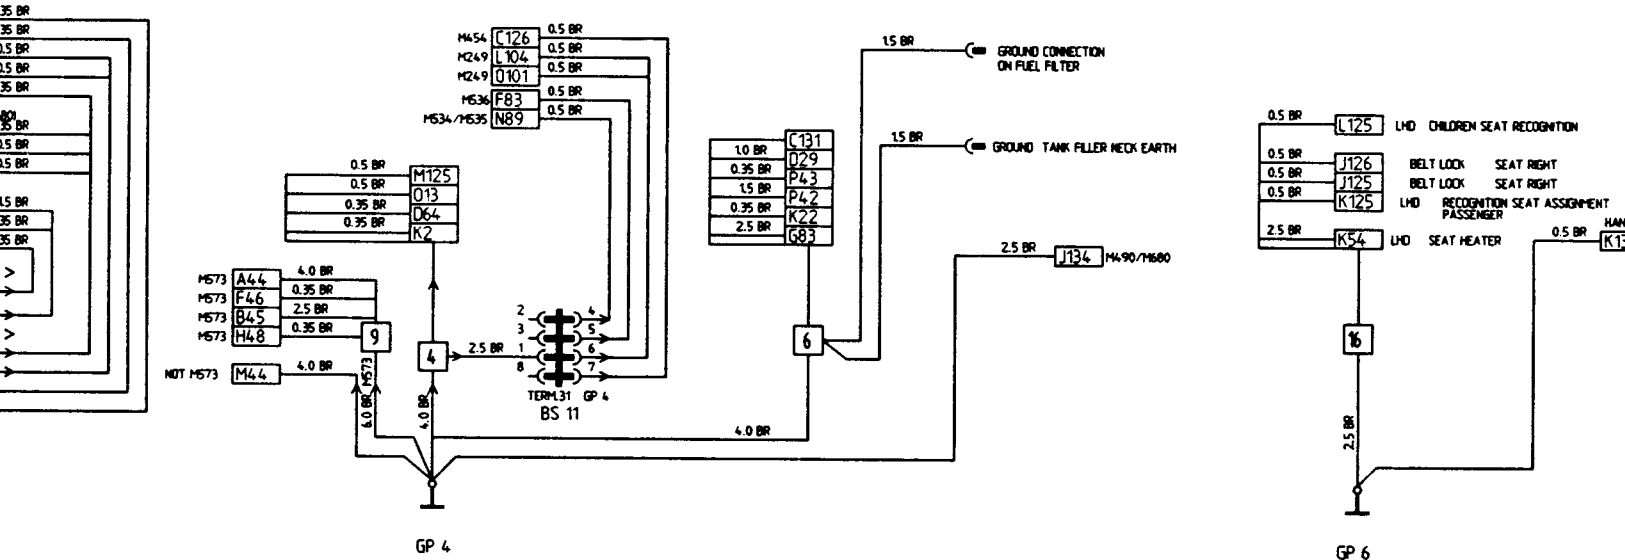 35 BR
35 BR
0.5 BR
0.5 BR
35 BR
35 BR
0.5 BR
0.5 BR
1.5 BR
35 BR
35 BR
M454 C126 0.5 BR
M249 L104 0.5 BR
M249 O101 0.5 BR
M536 F83 0.5 BR
M534/M535 N89 0.5 BR
0.5 BR M125
0.5 BR O13
0.35 BR D64
0.35 BR K2
M573 A44 4.0 BR
M573 F46 0.35 BR
M573 B45 2.5 BR
M573 H48 0.35 BR
9
NOT M573 M44 4.0 BR
6.0 BR M573
4
4.0 BR
2.5 BR
2 4
3 5
1 6
8 7
TERM.31 GP 4
BS 11
C131
1.0 BR D29
0.35 BR P43
1.5 BR P42
0.35 BR K22
2.5 BR G83
6
4.0 BR
1.5 BR GROUND CONNECTION
ON FUEL FILTER
1.5 BR GROUND TANK FILLER NECK EARTH
2.5 BR J134 M490/M680
GP 4
0.5 BR L125 LHD CHILDREN SEAT RECOGNITION
0.5 BR J126 BELT LOCK SEAT RIGHT
0.5 BR J125 BELT LOCK SEAT RIGHT
0.5 BR K125 LHD RECOGNITION SEAT ASSIGNMENT
PASSENGER
2.5 BR K54 LHD SEAT HEATER
16
2.5 BR
0.5 BR
HAN
K13
GP 6